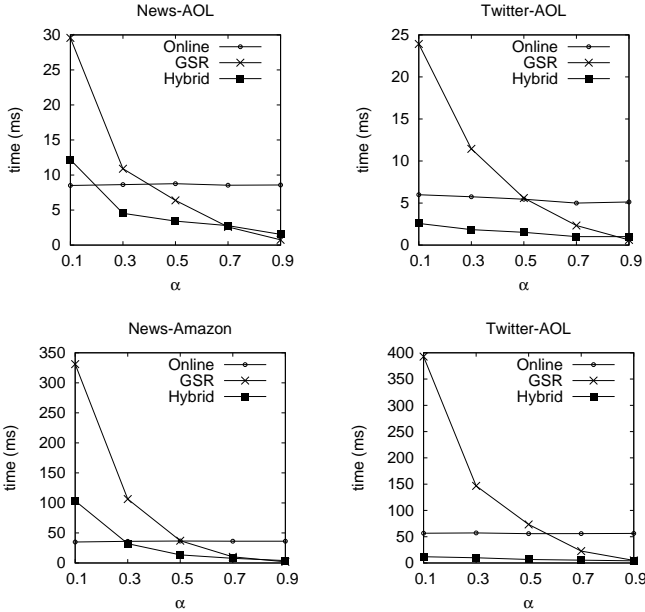 News-AOL
30
25
20
15
10
5
0
time (ms)
Online
GSR
Hybrid
0.1 0.3 0.5 0.7 0.9
α
Twitter-AOL
25
20
15
10
5
0
time (ms)
Online
GSR
Hybrid
0.1 0.3 0.5 0.7 0.9
α
News-Amazon
350
300
250
200
150
100
50
0
time (ms)
Online
GSR
Hybrid
0.1 0.3 0.5 0.7 0.9
α
Twitter-AOL
400
350
300
250
200
150
100
50
0
time (ms)
Online
GSR
Hybrid
0.1 0.3 0.5 0.7 0.9
α